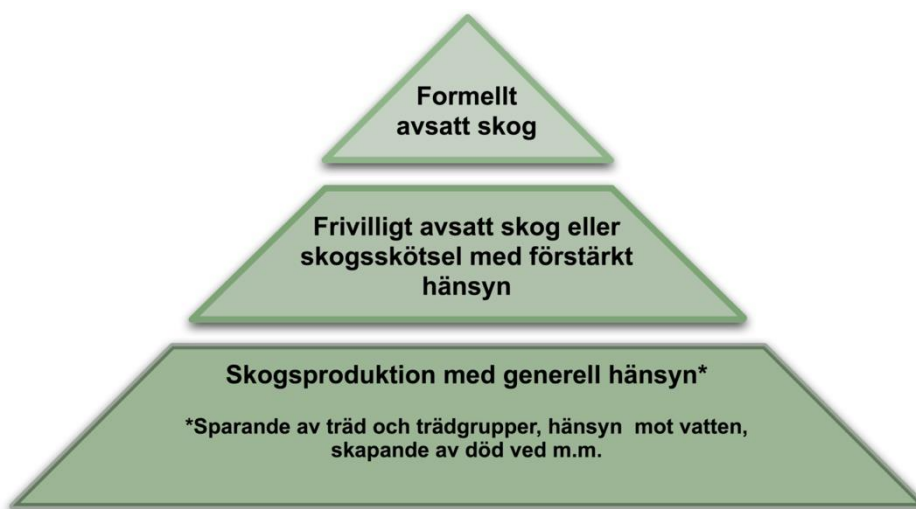 Formellt
avsatt skog
Frivilligt avsatt skog eller
skogsskötsel med förstärkt
hänsyn
Skogsproduktion med generell hänsyn*
*Sparande av träd och trädgrupper, hänsyn mot vatten,
skapande av död ved m.m.